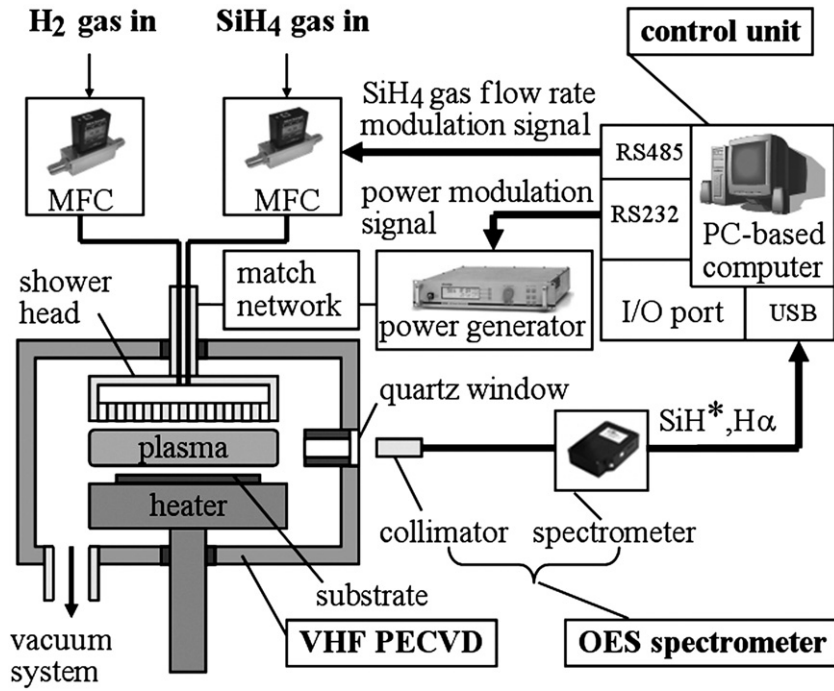 H2 gas in
SiH4 gas in
control unit
SiH4 gas flow rate
modulation signal
RS485
MFC
MFC
power modulation
signal
RS232
PC-based
computer
shower
head
match
network
power generator
I/O port
USB
quartz window
plasma
SiH*,Hα
heater
collimator
spectrometer
substrate
vacuum
system
VHF PECVD
OES spectrometer